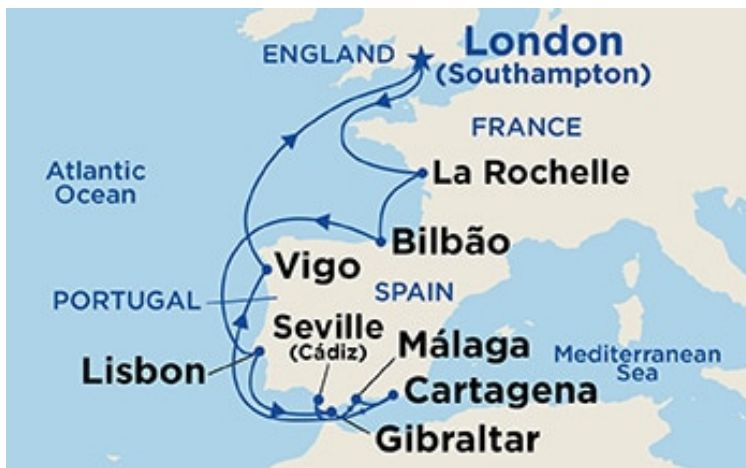 ENGLAND
London
(Southampton)
FRANCE
Atlantic
Ocean
La Rochelle
Bilbão
Vigo
PORTUGAL
SPAIN
Seville
(Cádiz)
Málaga
Mediterranean
Sea
Lisbon
Cartagena
Gibraltar